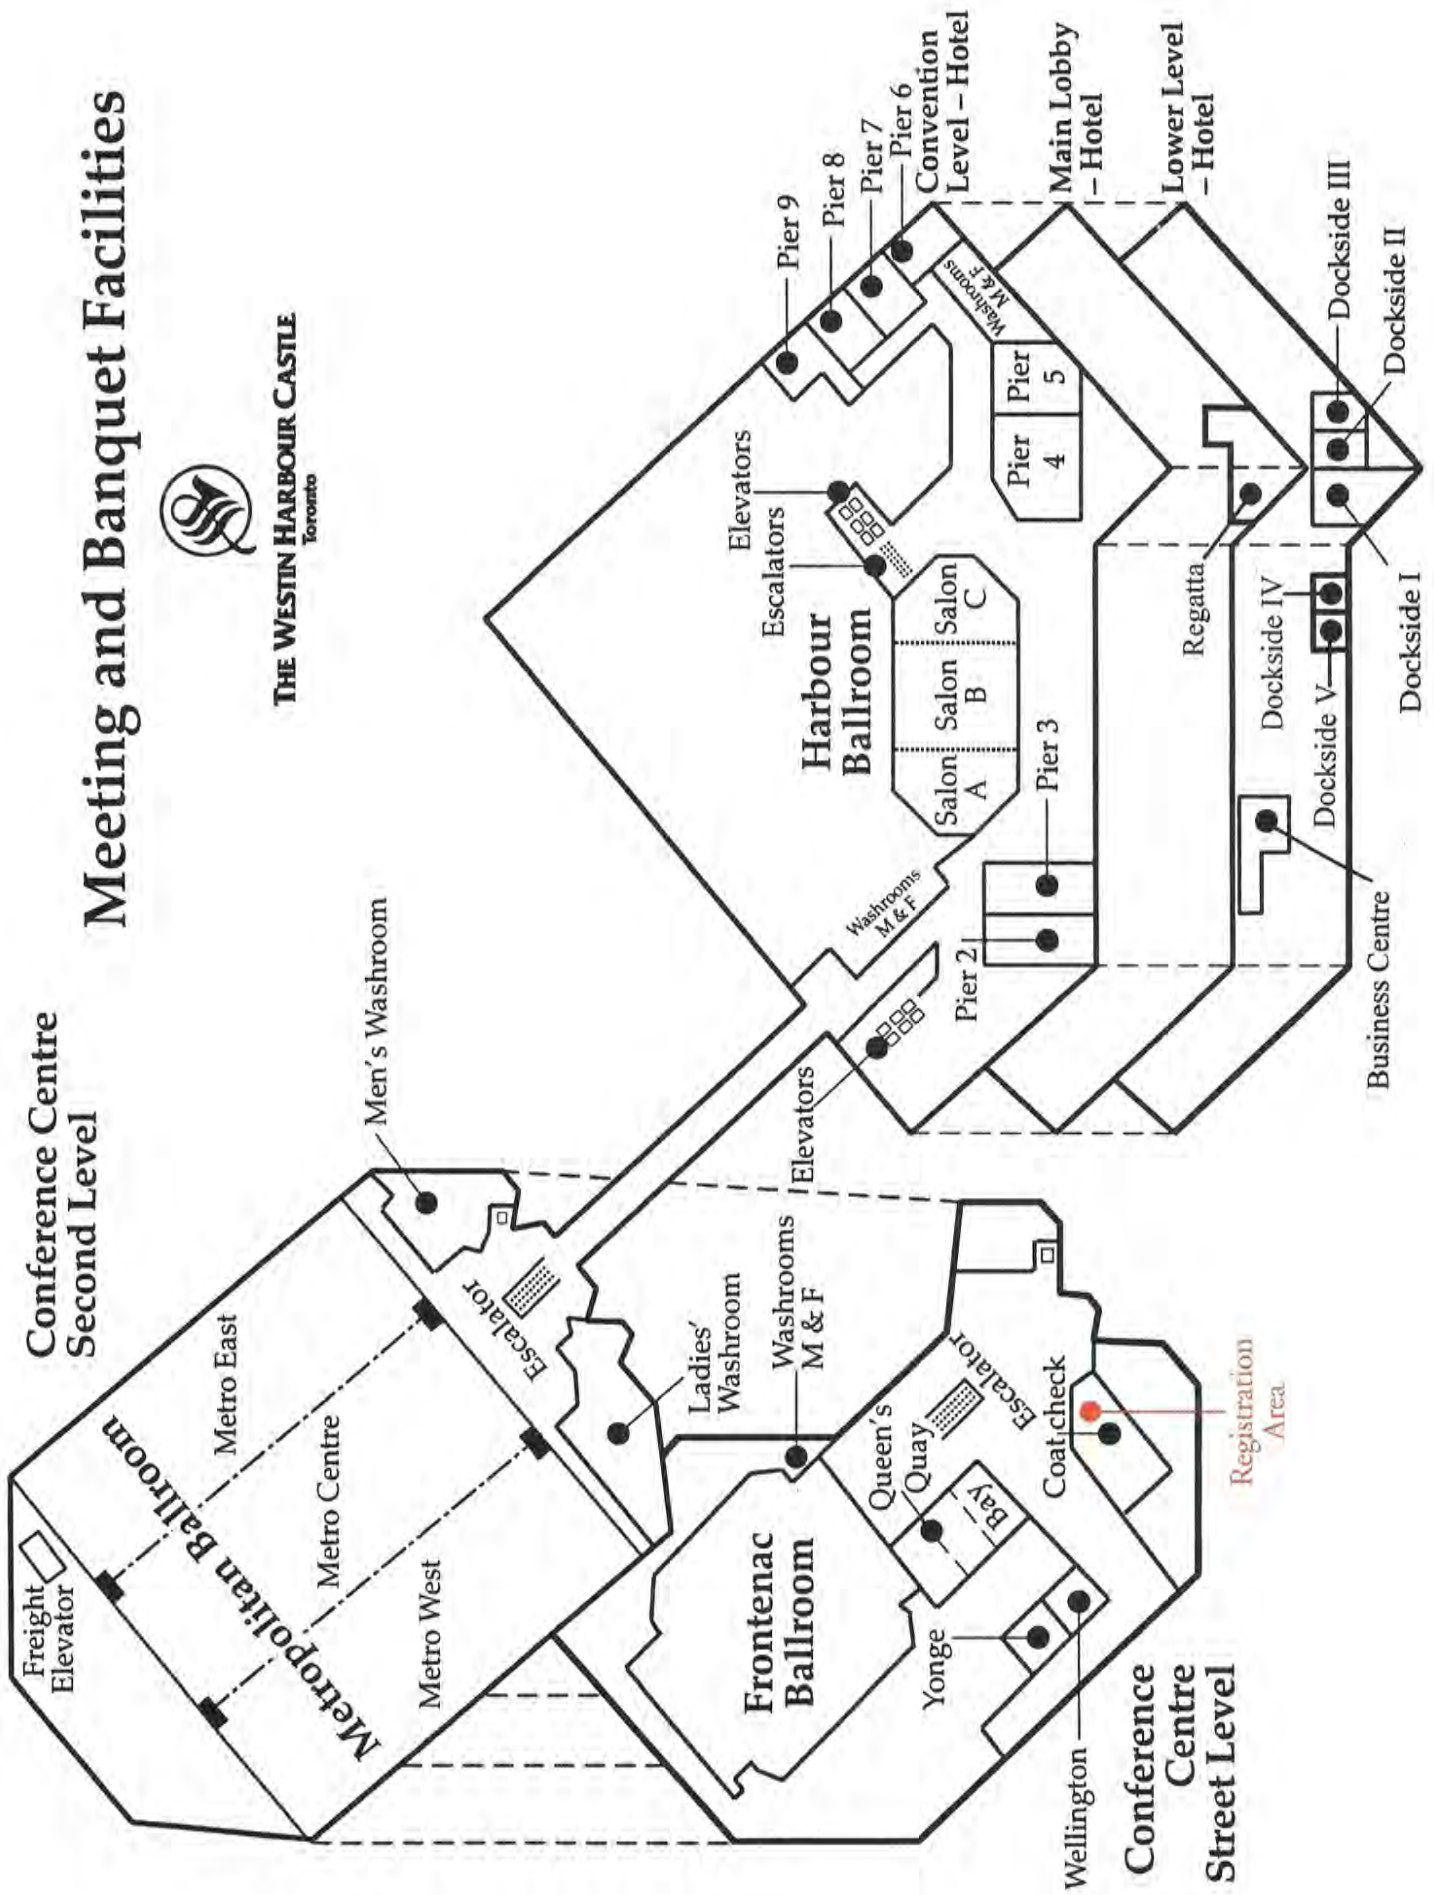 Meeting and Banquet Facilities
THE WESTIN HARBOUR CASTLE
Toronto
Conference Centre
Second Level
Freight
Elevator
Metropolitan Ballroom
Metro East
Metro Centre
Metro West
Men's Washroom
Escalator
Ladies'
Washroom
Washrooms
M & F
Frontenac
Ballroom
Queen's
Quay
Bay
Escalator
Coat check
Registration
Area
Yonge
Wellington
Conference
Centre
Street Level
Elevators
Washrooms
M & F
Harbour
Ballroom
Salon
A
Salon
B
Salon
C
Escalators
Elevators
Pier 2
Pier 3
Pier
4
Pier
5
Washrooms
M & F
Pier 9
Pier 8
Pier 7
Pier 6
Convention
Level – Hotel
Main Lobby
– Hotel
Lower Level
– Hotel
Regatta
Business Centre
Dockside V
Dockside IV
Dockside I
Dockside III
Dockside II